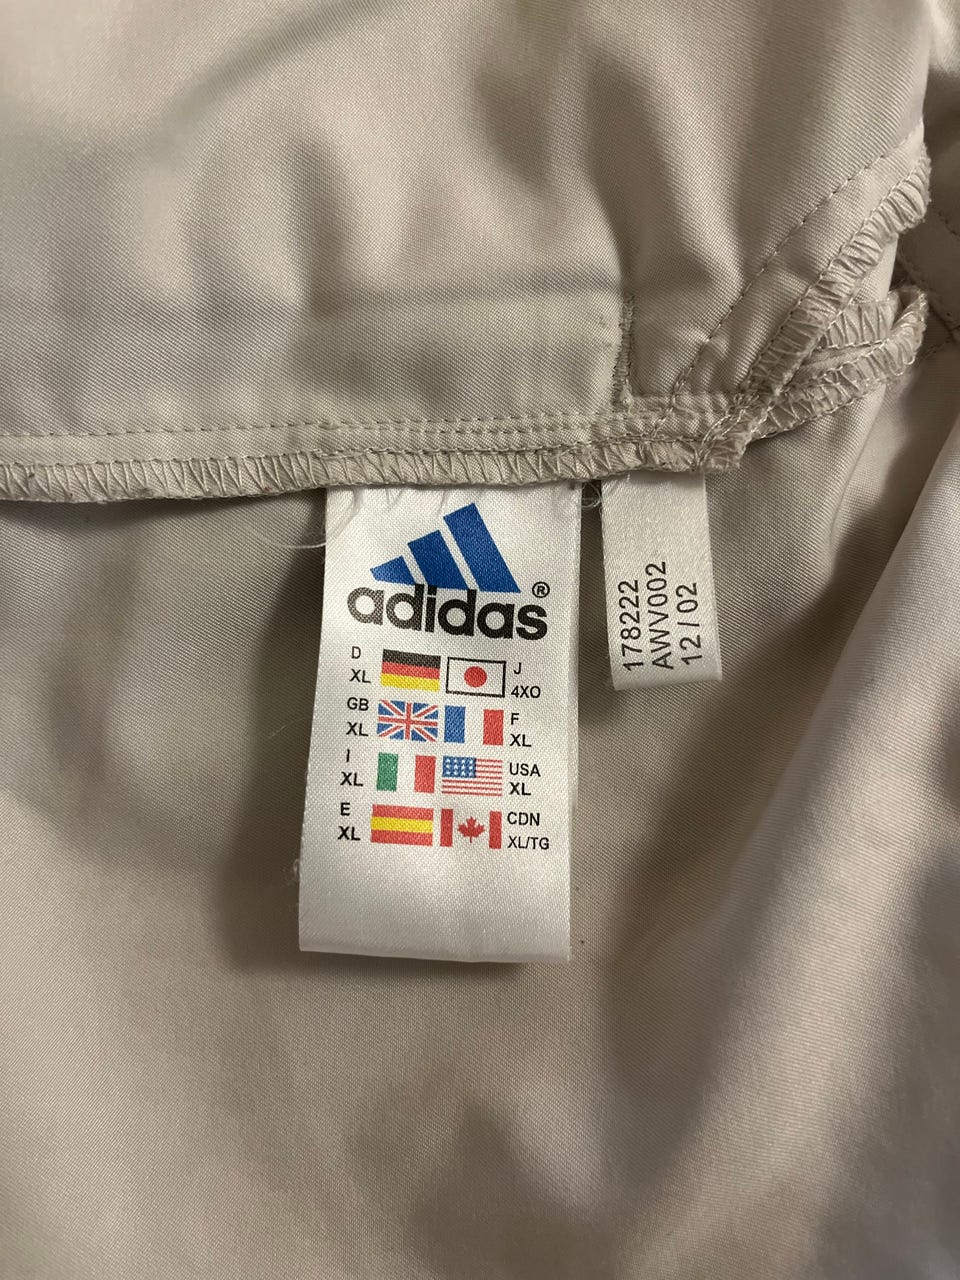 adidas®
D
XL
J
4XO
GB
XL
F
XL
I
XL
USA
XL
E
XL
CDN
XL/TG
178222
AWV002
12/02